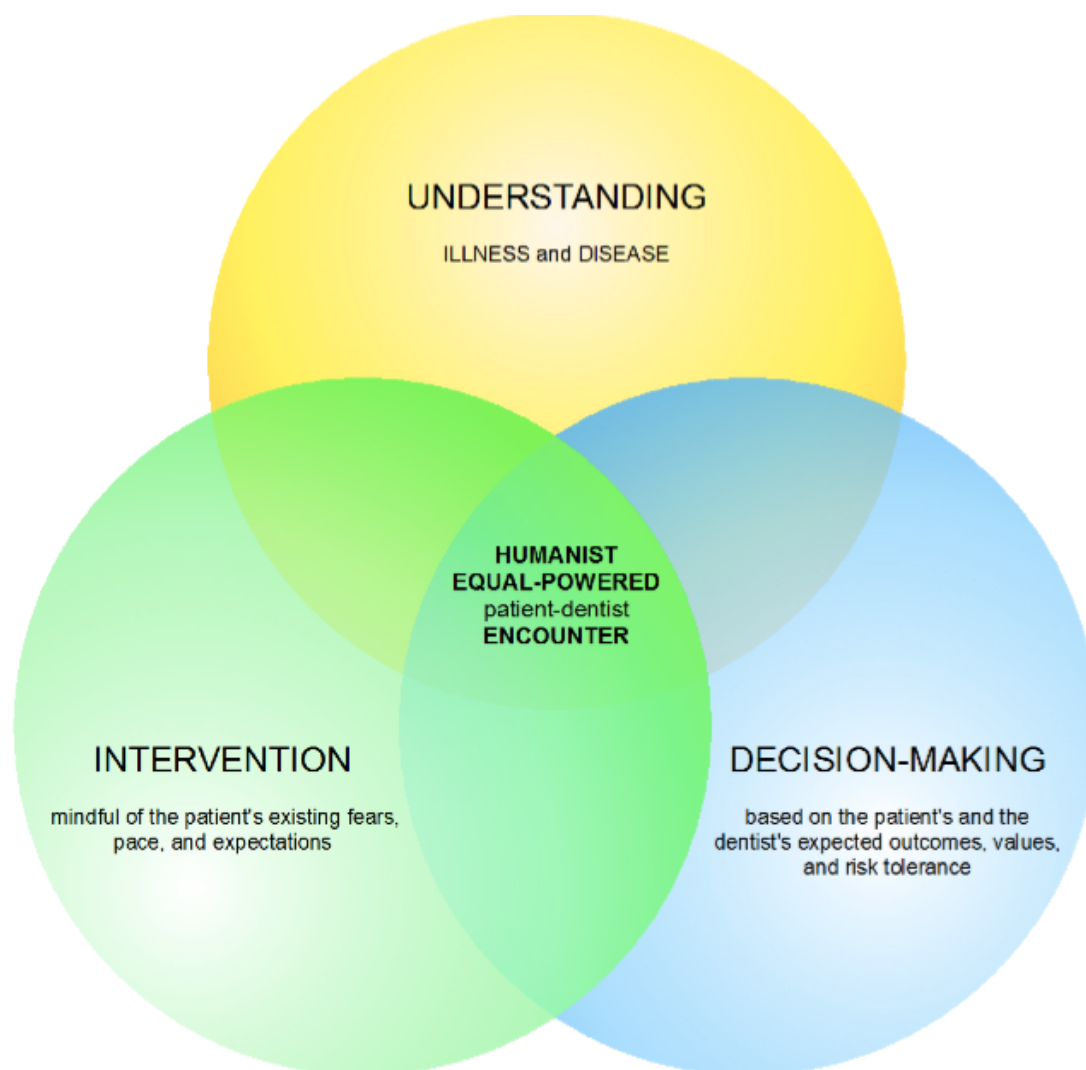 UNDERSTANDING
ILLNESS and DISEASE
HUMANIST
EQUAL-POWERED
patient-dentist
ENCOUNTER
INTERVENTION
mindful of the patient's existing fears,
pace, and expectations
DECISION-MAKING
based on the patient's and the
dentist's expected outcomes, values,
and risk tolerance